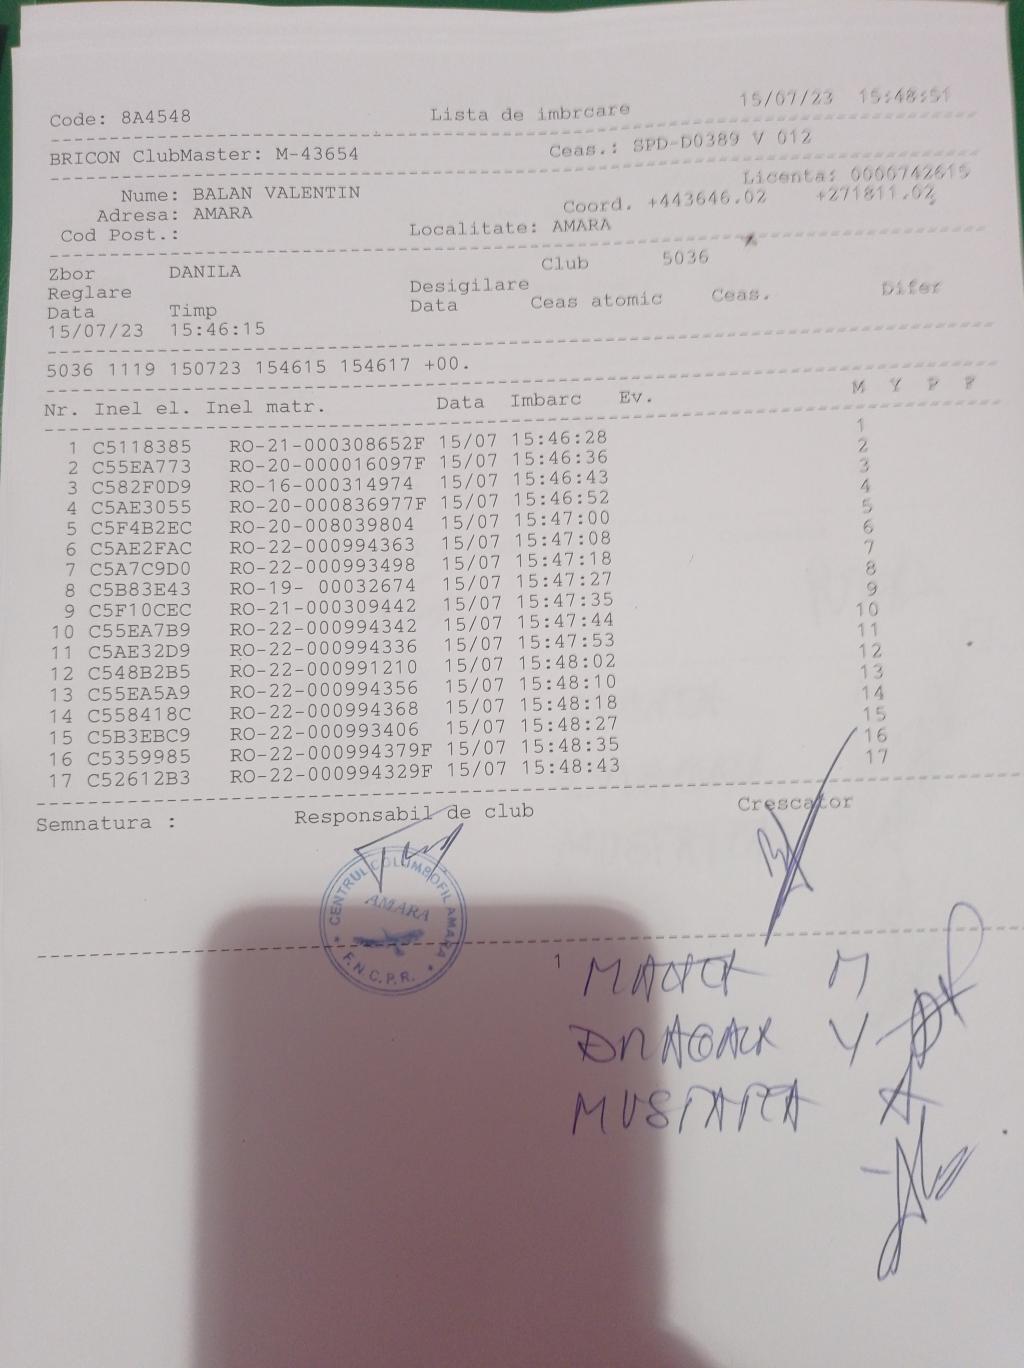 15/07/23 15:48:51
Code: 8A4548 Lista de imbrcare
BRICON ClubMaster: M-43654 Ceas.: SPD-D0389 V 012
Licenta: 0000742615
Nume: BALAN VALENTIN Coord. +443646.02 +271811.02
Adresa: AMARA Localitate: AMARA
Cod Post.:
Zbor DANILA Club 5036
Reglare Desigilare
Data Timp Data Ceas atomic Ceas. Difer
15/07/23 15:46:15
5036 1119 150723 154615 154617 +00.
Nr. Inel el. Inel matr. Data Imbarc Ev. M Y P P
1 C5118385 RO-21-000308652F 15/07 15:46:28 1
2 C55EA773 RO-20-000016097F 15/07 15:46:36 2
3 C582F0D9 RO-16-000314974 15/07 15:46:43 3
4 C5AE3055 RO-20-000836977F 15/07 15:46:52 4
5 C5F4B2EC RO-20-008039804 15/07 15:47:00 5
6 C5AE2FAC RO-22-000994363 15/07 15:47:08 6
7 C5A7C9D0 RO-22-000993498 15/07 15:47:18 7
8 C5B83E43 RO-19- 00032674 15/07 15:47:27 8
9 C5F10CEC RO-21-000309442 15/07 15:47:35 9
10 C55EA7B9 RO-22-000994342 15/07 15:47:44 10
11 C5AE32D9 RO-22-000994336 15/07 15:47:53 11
12 C548B2B5 RO-22-000991210 15/07 15:48:02 12
13 C55EA5A9 RO-22-000994356 15/07 15:48:10 13
14 C558418C RO-22-000994368 15/07 15:48:18 14
15 C5B3EBC9 RO-22-000993406 15/07 15:48:27 15
16 C5359985 RO-22-000994379F 15/07 15:48:35 16
17 C52612B3 RO-22-000994329F 15/07 15:48:43 17
Semnatura : Responsabil de club Crescator
CENTRUL COLUMBOFIL AMARA
AMARA
F.N.C.P.R.
1
M
Y
MUSTAFA A